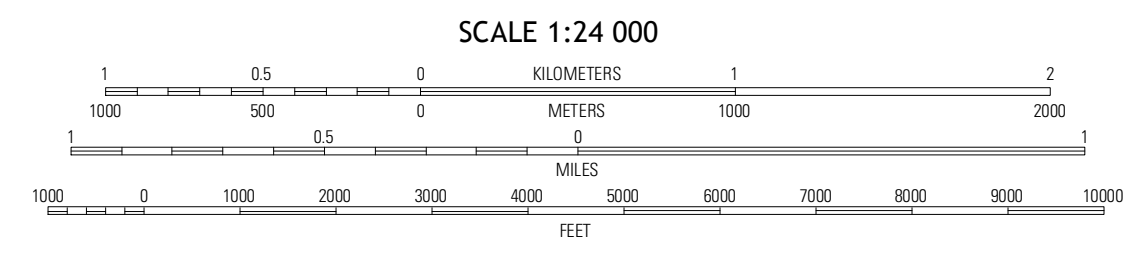 SCALE 1:24 000
1 0.5 0 KILOMETERS 1 2
1000 500 0 METERS 1000 2000
1 0.5 0 1
MILES
1000 0 1000 2000 3000 4000 5000 6000 7000 8000 9000 10000
FEET